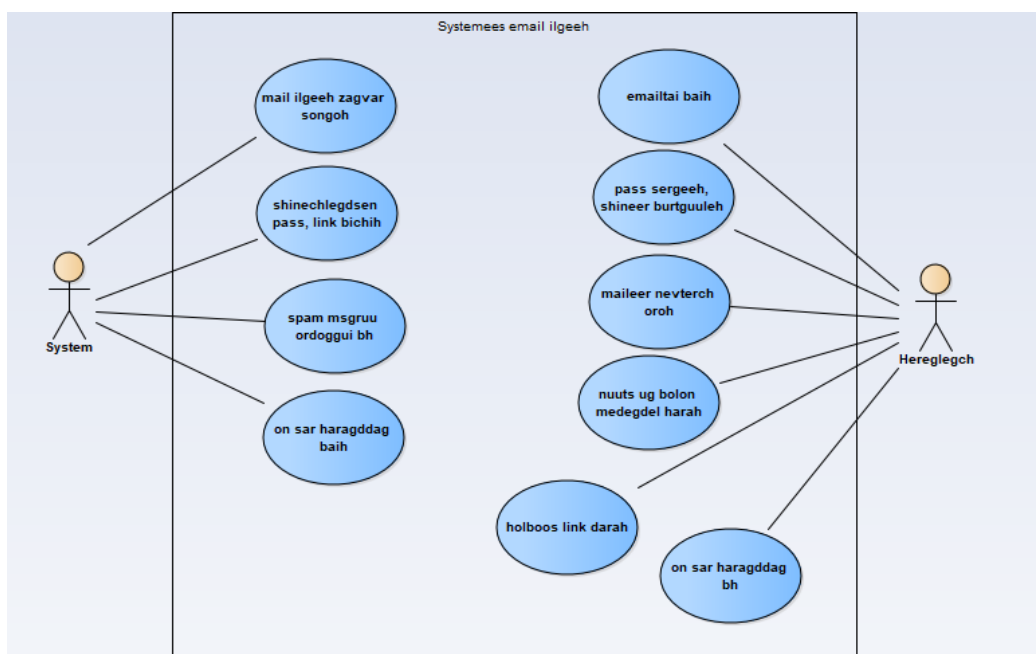 Systemees email ilgeeh
mail ilgeeh zagvar
songoh
shinechlegdsen
pass, link bichih
spam msgruu
ordoggui bh
on sar haragddag
baih
System
emailtai baih
pass sergeeh,
shineer burtguuleh
maileer nevterch
oroh
nuuts ug bolon
medegdel harah
holboos link darah
on sar haragddag
bh
Hereglegch